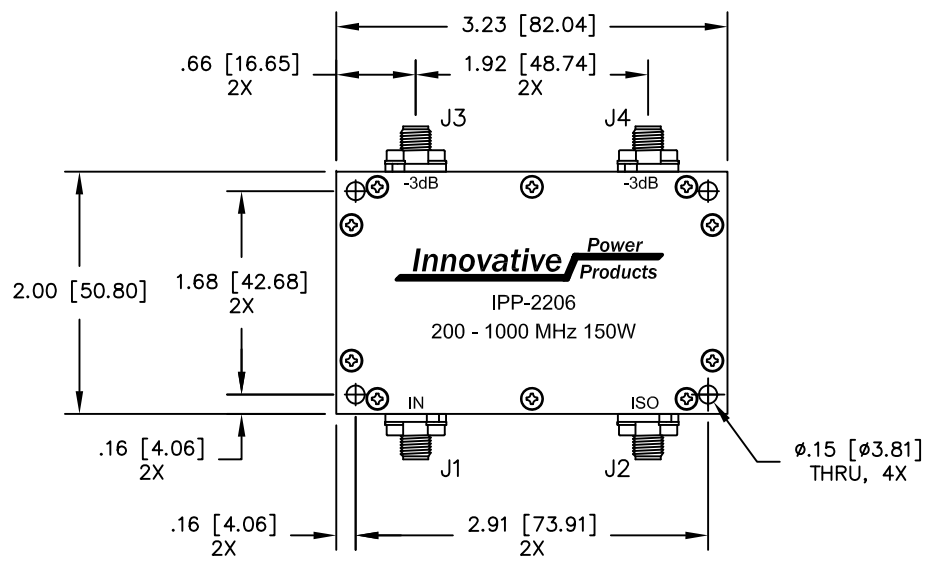 3.23 [82.04]
.66 [16.65]
2X
1.92 [48.74]
2X
J3
J4
-3dB
-3dB
2.00 [50.80]
1.68 [42.68]
2X
Innovative Power Products
IPP-2206
200 - 1000 MHz 150W
IN
ISO
.16 [4.06]
2X
J1
J2
ø.15 [ø3.81]
THRU, 4X
.16 [4.06]
2X
2.91 [73.91]
2X